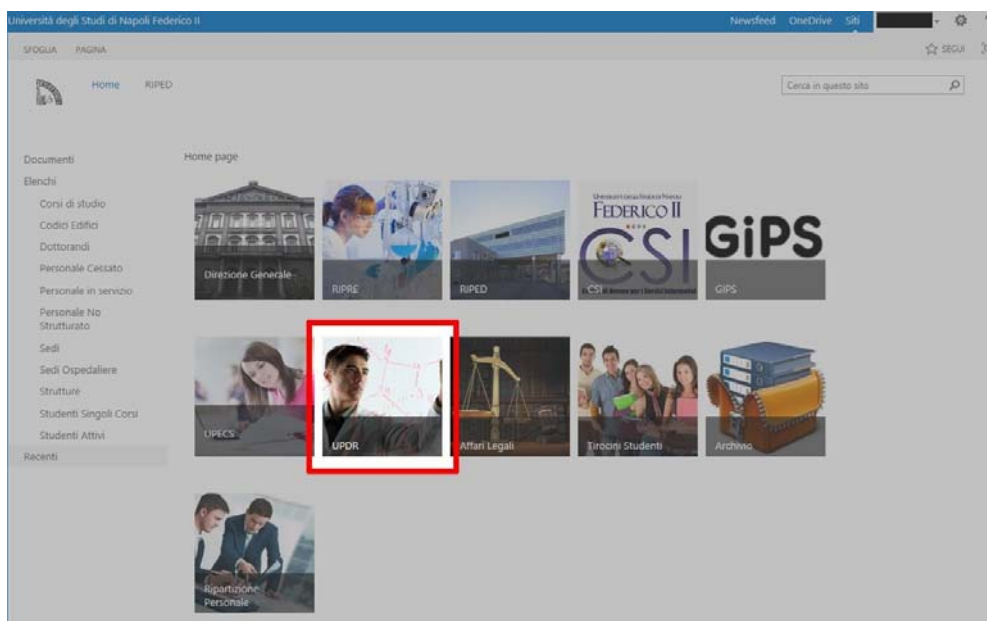 Università degli Studi di Napoli Federico II
Newsfeed OneDrive Siti
SFOGLIA PAGINA
SEGUI
Home RIPED
Cerca in questo sito
Documenti
Elenchi
Corsi di studio
Codici Edifici
Dottorandi
Personale Cessato
Personale in servizio
Personale No
Strutturato
Sedi
Sedi Ospedaliere
Strutture
Studenti Singoli Corsi
Studenti Attivi
Recenti
Home page
Direzione Generale
RIPRE
RIPED
FEDERICO II
CSI
CSI
GiPS
GIPS
UPECS
UPDR
Affari Legali
Tirocini Studenti
Archivio
Ripartizione
Personale